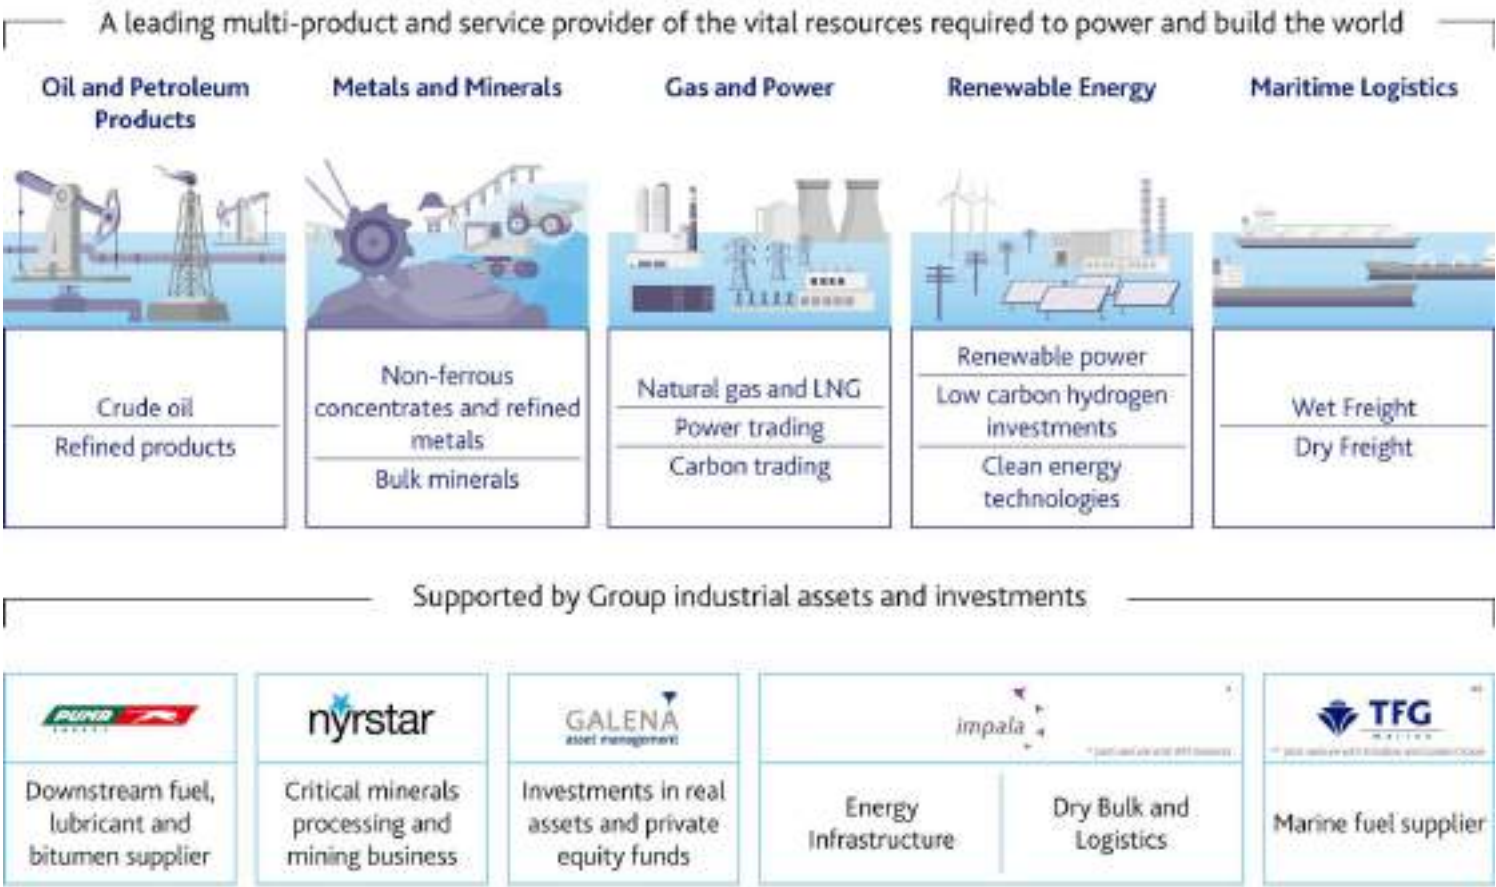 A leading multi-product and service provider of the vital resources required to power and build the world
Oil and Petroleum
Products
Metals and Minerals
Gas and Power
Renewable Energy
Maritime Logistics
Crude oil
Refined products
Non-ferrous
concentrates and refined
metals
Bulk minerals
Natural gas and LNG
Power trading
Carbon trading
Renewable power
Low carbon hydrogen
investments
Clean energy
technologies
Wet Freight
Dry Freight
Supported by Group industrial assets and investments
PUMA
ENERGY
Downstream fuel,
lubricant and
bitumen supplier
nyrstar
Critical minerals
processing and
mining business
GALENA
asset management
Investments in real
assets and private
equity funds
impala
Energy
Infrastructure
Dry Bulk and
Logistics
TFG
marine
Marine fuel supplier